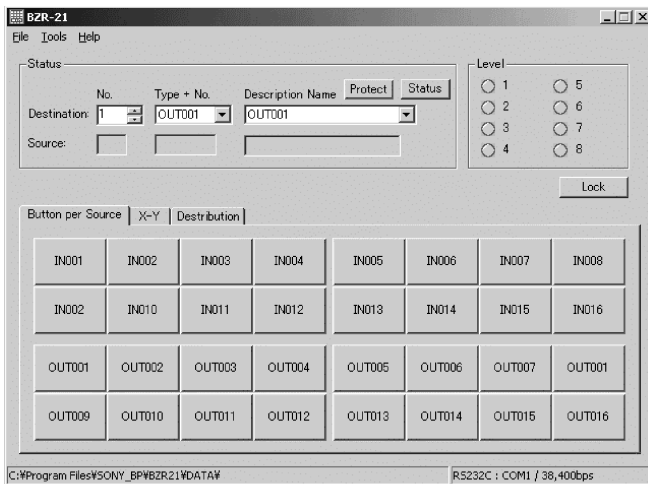 BZR-21
File Tools Help
Status
No. Type + No. Description Name Protect Status
Destination: 1 OUT001 OUT001
Source:
Level
1 5
2 6
3 7
4 8
Lock
Button per Source X-Y Destribution
IN001 IN002 IN003 IN004 IN005 IN006 IN007 IN008
IN002 IN010 IN011 IN012 IN013 IN014 IN015 IN016
OUT001 OUT002 OUT003 OUT004 OUT005 OUT006 OUT007 OUT001
OUT009 OUT010 OUT011 OUT012 OUT013 OUT014 OUT015 OUT016
C:¥Program Files¥SONY_BP¥BZR21¥DATA¥ RS232C : COM1 / 38,400bps